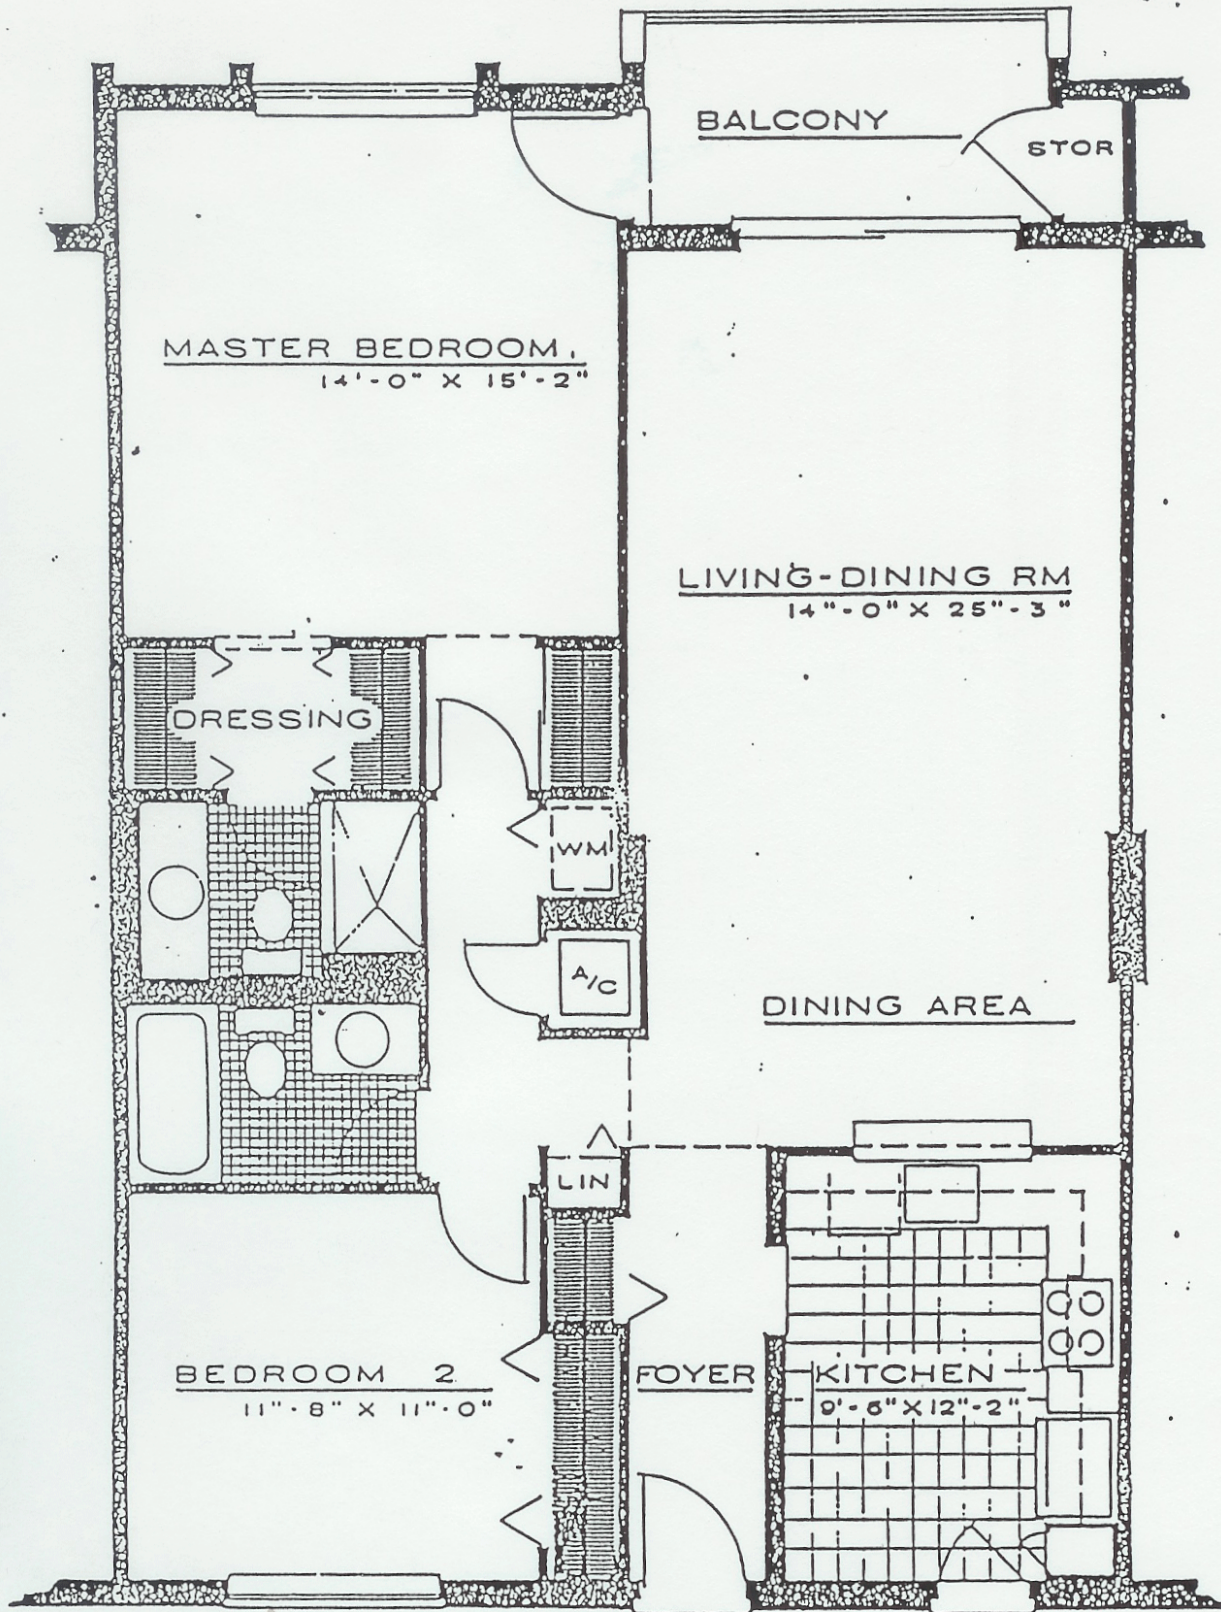 BALCONY
STOR
MASTER BEDROOM
14'-0" X 15'-2"
LIVING-DINING RM
14"-0" X 25"-3"
DRESSING
WM
A/C
DINING AREA
LIN
BEDROOM 2
11"-8" X 11"-0"
FOYER
KITCHEN
9'-6" X 12"-2"